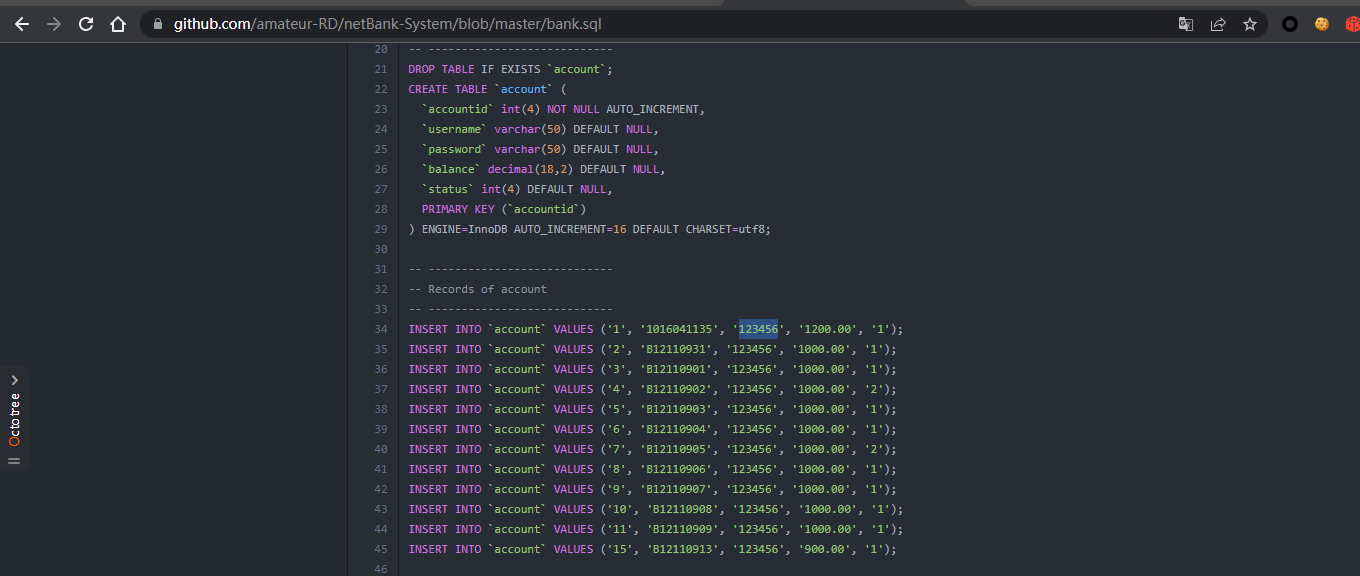 github.com/amateur-RD/netBank-System/blob/master/bank.sql
20 -- ----------------------------
21 DROP TABLE IF EXISTS `account`;
22 CREATE TABLE `account` (
23 `accountid` int(4) NOT NULL AUTO_INCREMENT,
24 `username` varchar(50) DEFAULT NULL,
25 `password` varchar(50) DEFAULT NULL,
26 `balance` decimal(18,2) DEFAULT NULL,
27 `status` int(4) DEFAULT NULL,
28 PRIMARY KEY (`accountid`)
29 ) ENGINE=InnoDB AUTO_INCREMENT=16 DEFAULT CHARSET=utf8;
30
31 -- ----------------------------
32 -- Records of account
33 -- ----------------------------
34 INSERT INTO `account` VALUES ('1', '1016041135', '123456', '1200.00', '1');
35 INSERT INTO `account` VALUES ('2', 'B12110931', '123456', '1000.00', '1');
36 INSERT INTO `account` VALUES ('3', 'B12110901', '123456', '1000.00', '1');
37 INSERT INTO `account` VALUES ('4', 'B12110902', '123456', '1000.00', '2');
38 INSERT INTO `account` VALUES ('5', 'B12110903', '123456', '1000.00', '1');
39 INSERT INTO `account` VALUES ('6', 'B12110904', '123456', '1000.00', '1');
40 INSERT INTO `account` VALUES ('7', 'B12110905', '123456', '1000.00', '2');
41 INSERT INTO `account` VALUES ('8', 'B12110906', '123456', '1000.00', '1');
42 INSERT INTO `account` VALUES ('9', 'B12110907', '123456', '1000.00', '1');
43 INSERT INTO `account` VALUES ('10', 'B12110908', '123456', '1000.00', '1');
44 INSERT INTO `account` VALUES ('11', 'B12110909', '123456', '1000.00', '1');
45 INSERT INTO `account` VALUES ('15', 'B12110913', '123456', '900.00', '1');
46
Octotree